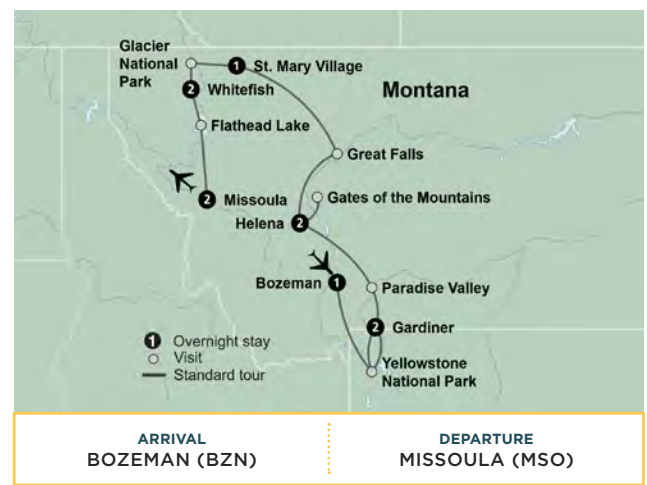 Glacier
National
Park
1 St. Mary Village
2 Whitefish
Montana
Flathead Lake
Great Falls
2 Missoula
Gates of the Mountains
Helena 2
Bozeman 1
Paradise Valley
2 Gardiner
Yellowstone
National Park
1 Overnight stay
Visit
Standard tour
ARRIVAL
BOZEMAN (BZN)
DEPARTURE
MISSOULA (MSO)